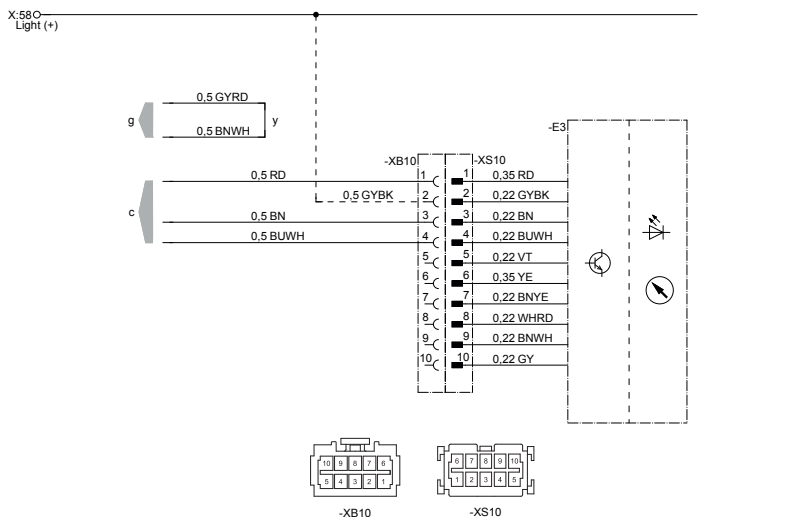 X:58
Light (+)
0,5 GYRD
g
y
0,5 BNWH
-E3
-XB10
-XS10
0,5 RD
1
1
0,35 RD
0,5 GYBK
2
2
0,22 GYBK
c
0,5 BN
3
3
0,22 BN
0,5 BUWH
4
4
0,22 BUWH
5
5
0,22 VT
6
6
0,35 YE
7
7
0,22 BNYE
8
8
0,22 WHRD
9
9
0,22 BNWH
10
10
0,22 GY
10 9 8 7 6
5 4 3 2 1
6 7 8 9 10
1 2 3 4 5
-XB10
-XS10